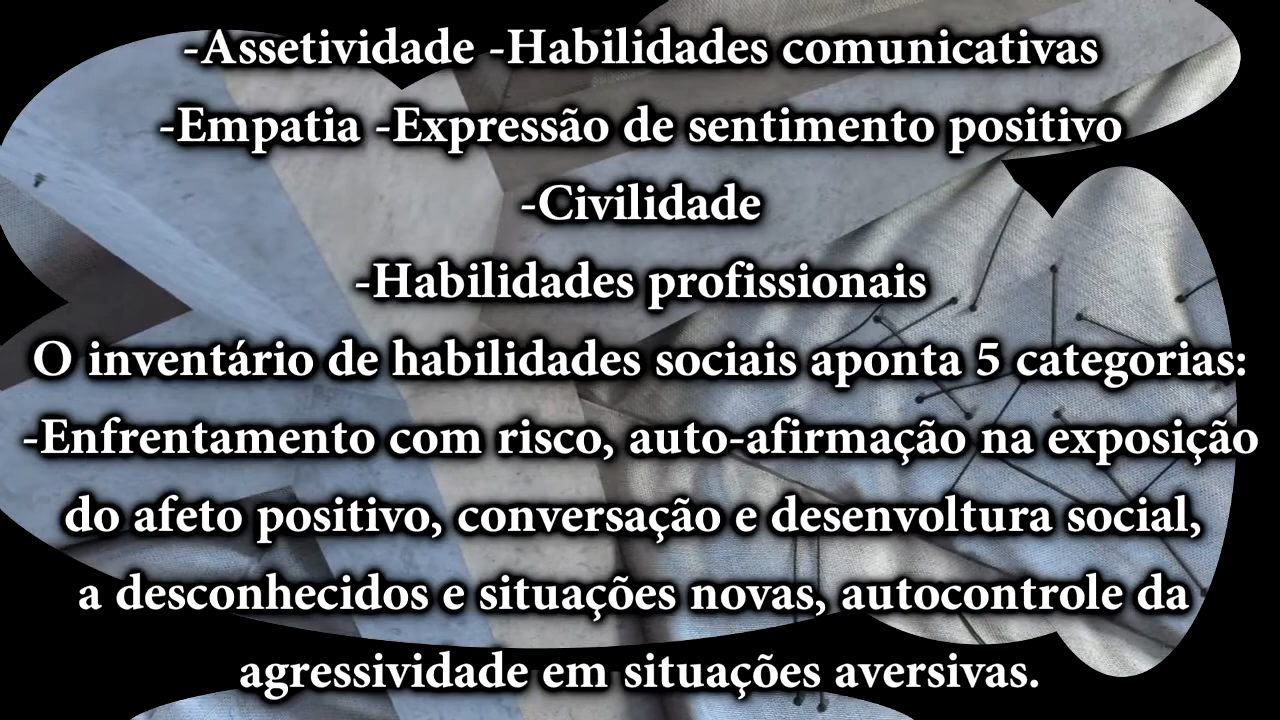 -Assetividade -Habilidades comunicativas
-Empatia -Expressão de sentimento positivo
-Civilidade
-Habilidades profissionais
O inventário de habilidades sociais aponta 5 categorias:
-Enfrentamento com risco, auto-afirmação na exposição
do afeto positivo, conversação e desenvoltura social,
a desconhecidos e situações novas, autocontrole da
agressividade em situações aversivas.